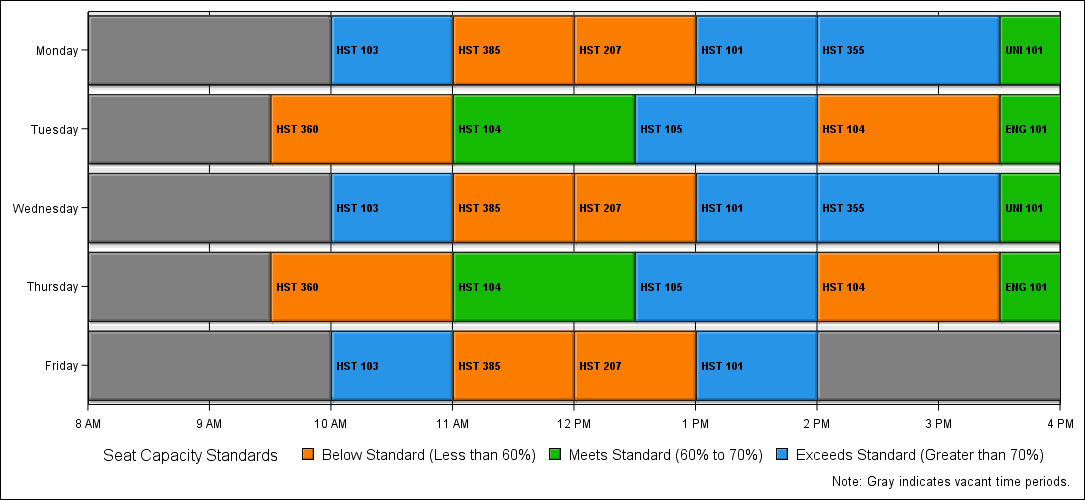 Monday HST 103 HST 385 HST 207 HST 101 HST 355 UNI 101
Tuesday HST 360 HST 104 HST 105 HST 104 ENG 101
Wednesday HST 103 HST 385 HST 207 HST 101 HST 355 UNI 101
Thursday HST 360 HST 104 HST 105 HST 104 ENG 101
Friday HST 103 HST 385 HST 207 HST 101
8 AM 9 AM 10 AM 11 AM 12 PM 1 PM 2 PM 3 PM 4 PM
Seat Capacity Standards Below Standard (Less than 60%) Meets Standard (60% to 70%) Exceeds Standard (Greater than 70%)
Note: Gray indicates vacant time periods.